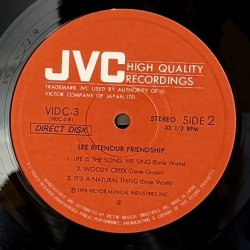 JVC HIGH QUALITY
RECORDINGS
TRADEMARK JVC USED BY AUTHORITY OF
VICTOR COMPANY OF JAPAN, LTD.
VIDC-3
(VIDC-3-B)
DIRECT DISK
STEREO SIDE 2
33 1/3 RPM
LEE RITENOUR FRIENDSHIP
1. LIFE IS THE SONG WE SING (Ernie Watts)
2. WOODY CREEK (Dave Grusin)
3. IT'S A NATURAL THING (Ernie Watts)
℗ 1978 VICTOR MUSICAL INDUSTRIES, INC.